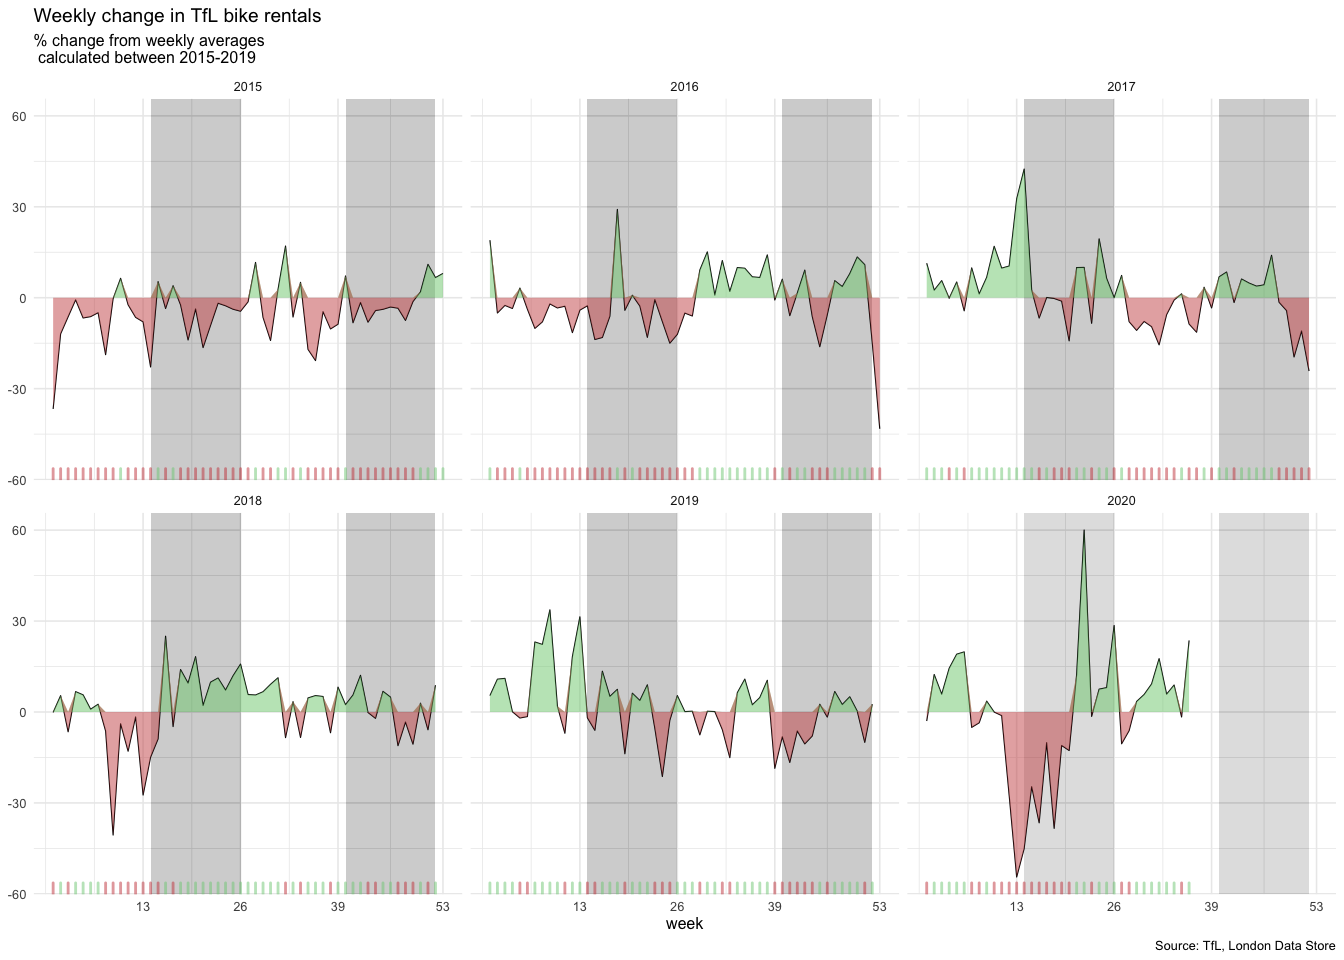 Weekly change in TfL bike rentals
% change from weekly averages
calculated between 2015-2019
2015 2016 2017
60
30
0
-30
-60
2018 2019 2020
60
30
0
-30
-60
13 26 39 53 13 26 39 53 13 26 39 53
week
Source: TfL, London Data Store